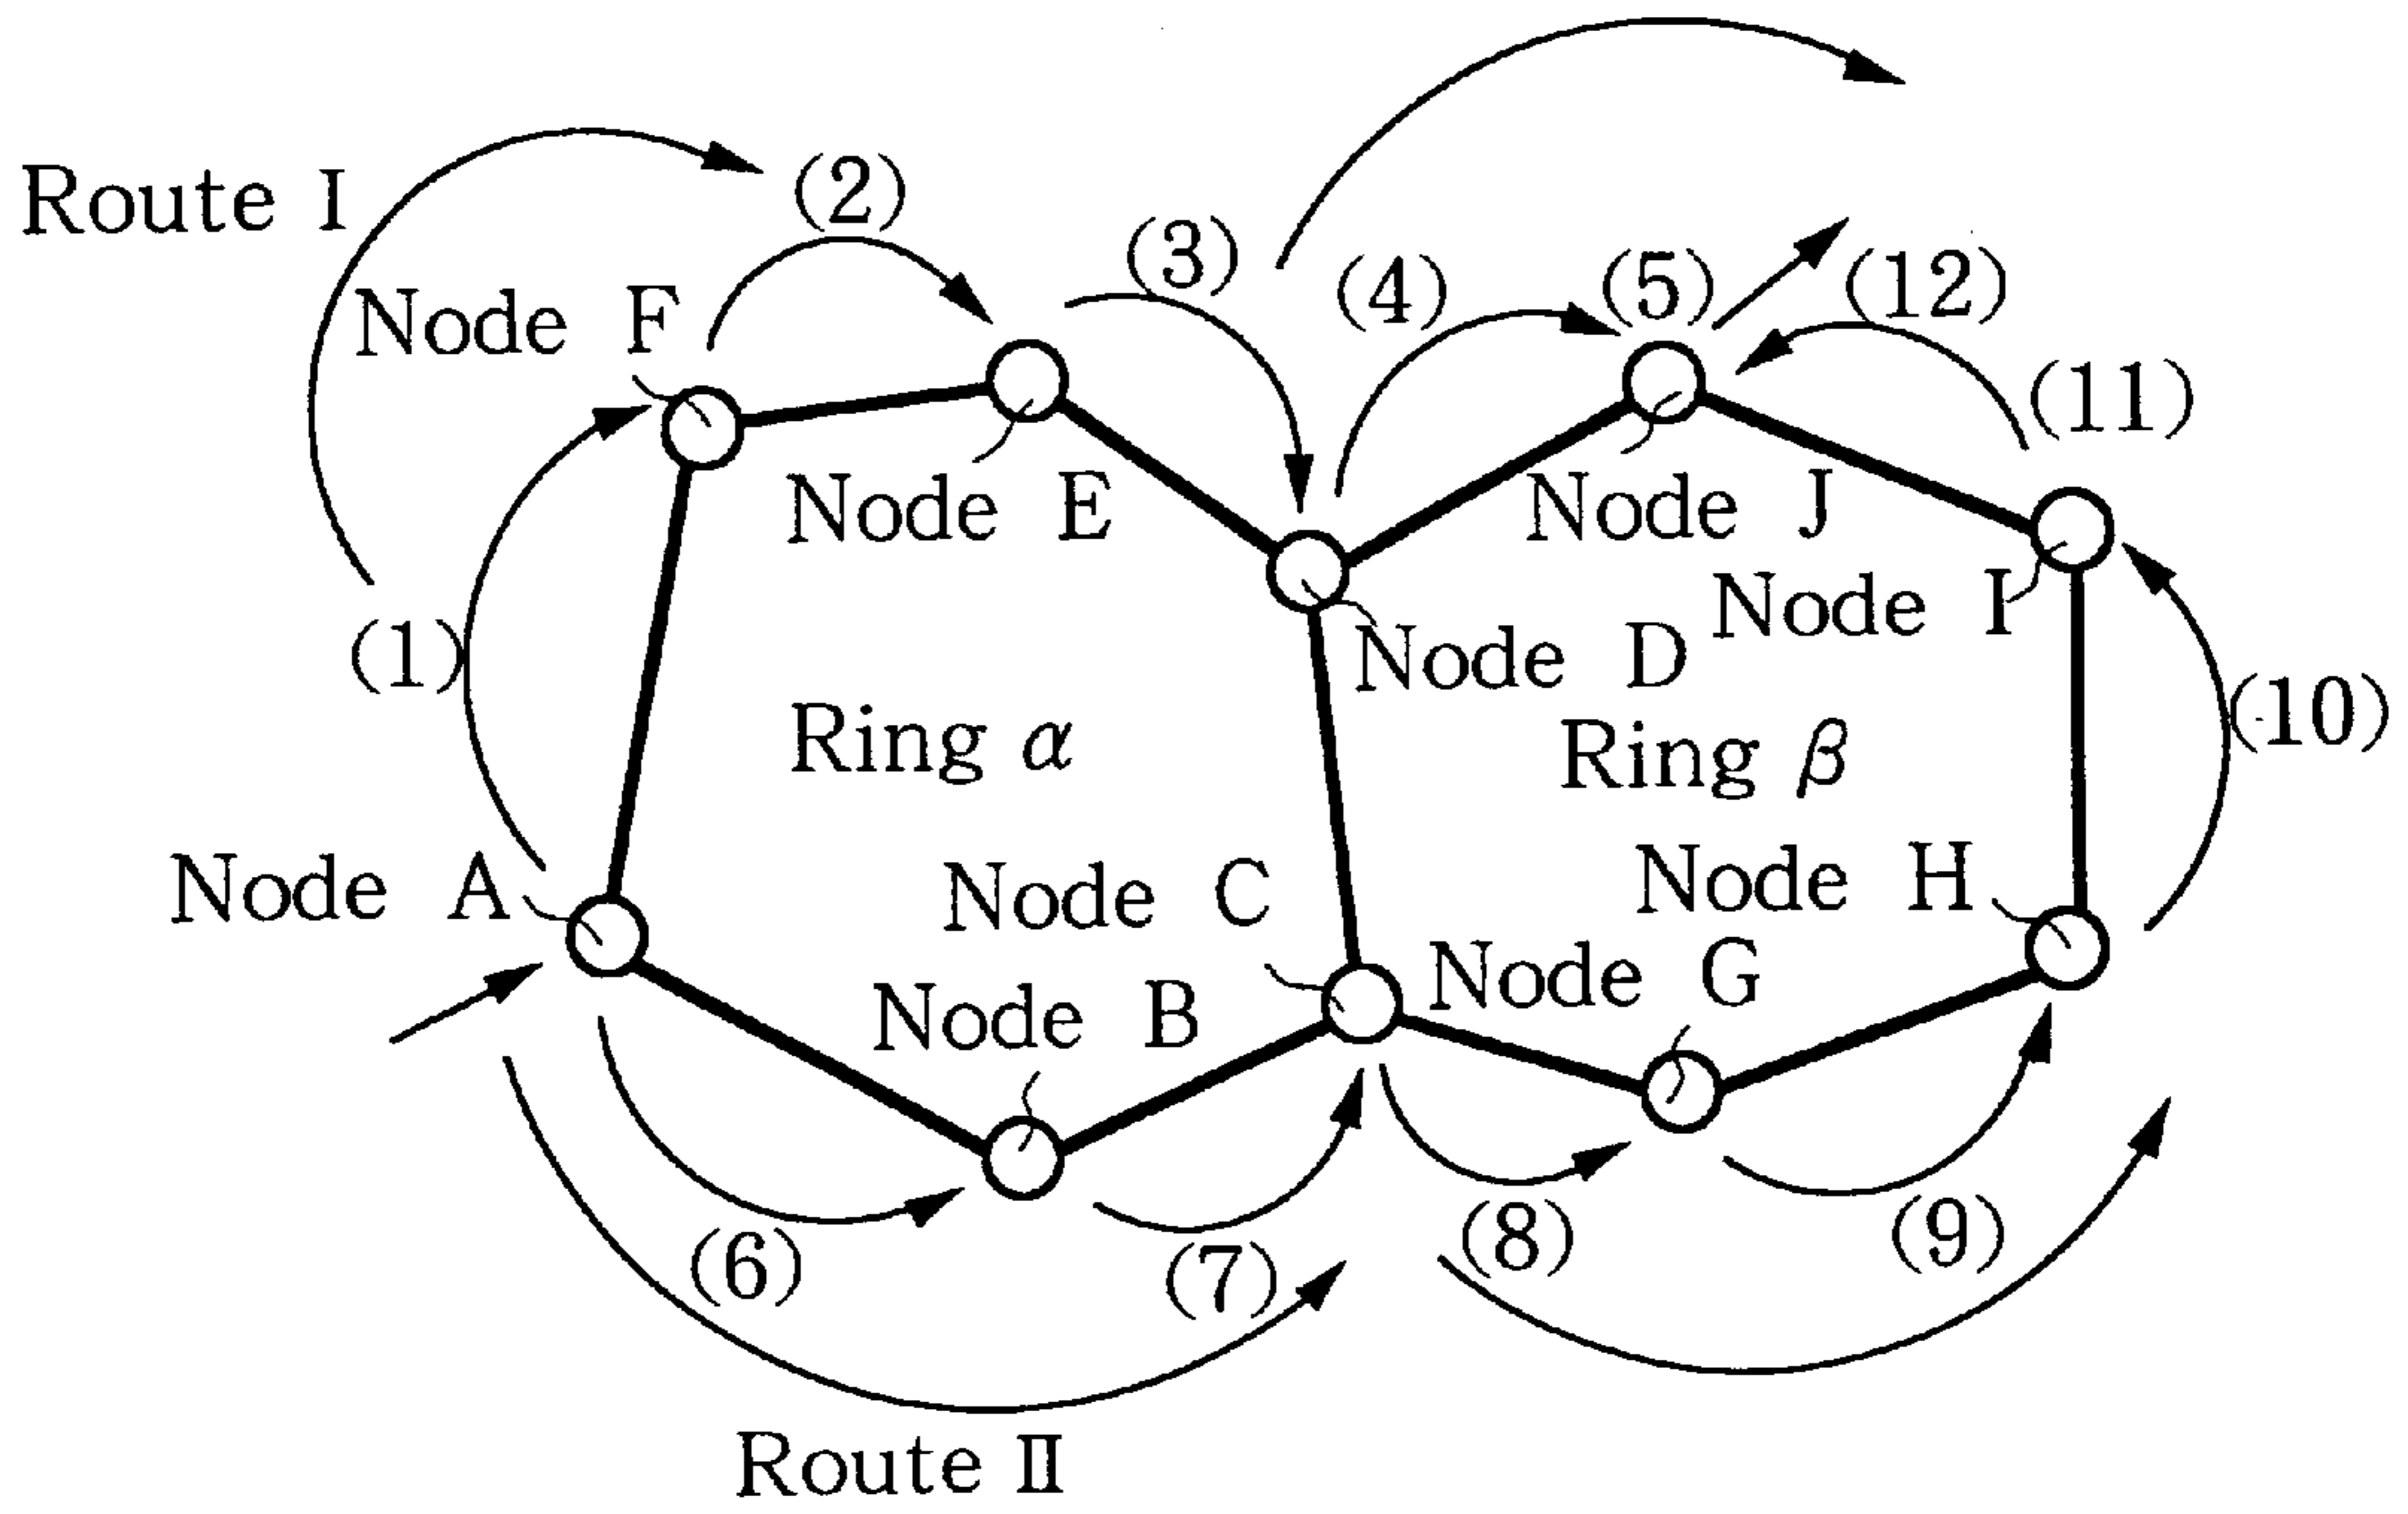 Route I
(2)
(3)
(4)
(5)
(12)
(11)
Node F
Node E
Node J
Node I
Node D
(1)
Ring α
Ring β
(10)
Node A
Node C
Node H
Node B
Node G
(6)
(7)
(8)
(9)
Route II